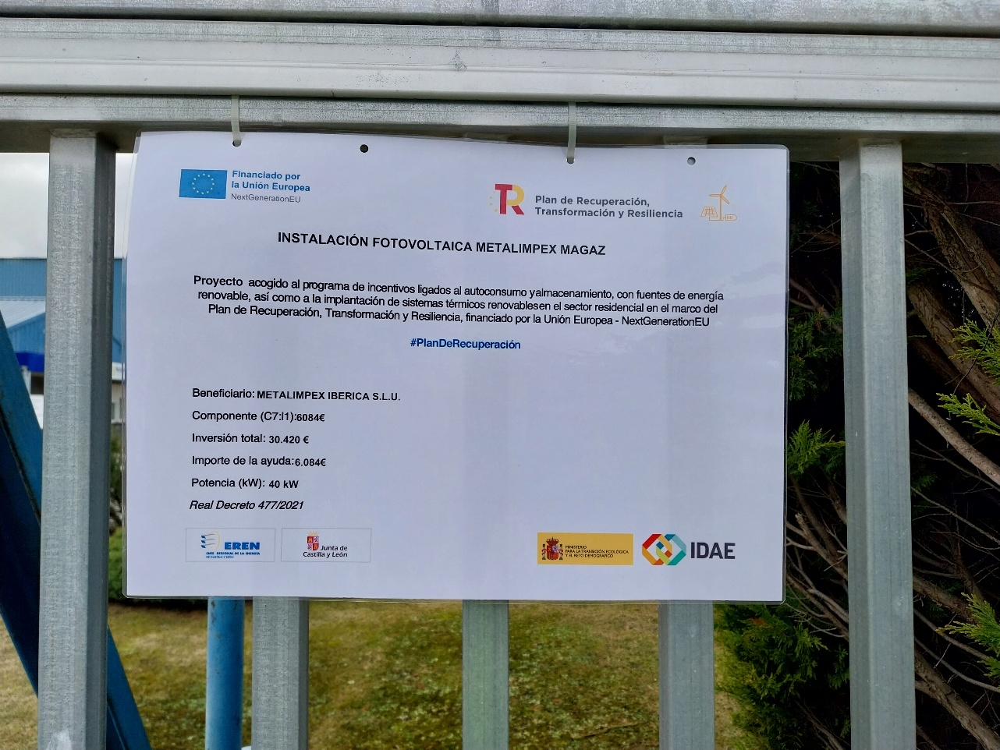 Financiado por
la Unión Europea
NextGenerationEU
TR
Plan de Recuperación,
Transformación y Resiliencia
INSTALACIÓN FOTOVOLTAICA METALIMPEX MAGAZ
Proyecto acogido al programa de incentivos ligados al autoconsumo yalmacenamiento, con fuentes de energía
renovable, así como a la implantación de sistemas térmicos renovablesen el sector residencial en el marco del
Plan de Recuperación, Transformación y Resiliencia, financiado por la Unión Europea - NextGenerationEU
#PlanDeRecuperación
Beneficiario: METALIMPEX IBERICA S.L.U.
Componente (C7:I1):6084€
Inversión total: 30.420 €
Importe de la ayuda:6.084€
Potencia (kW): 40 kW
Real Decreto 477/2021
EREN
ENTE REGIONAL DE LA ENERGÍA
DE CASTILLA Y LEÓN
Junta de
Castilla y León
MINISTERIO
PARA LA TRANSICIÓN ECOLÓGICA
Y EL RETO DEMOGRÁFICO
IDAE